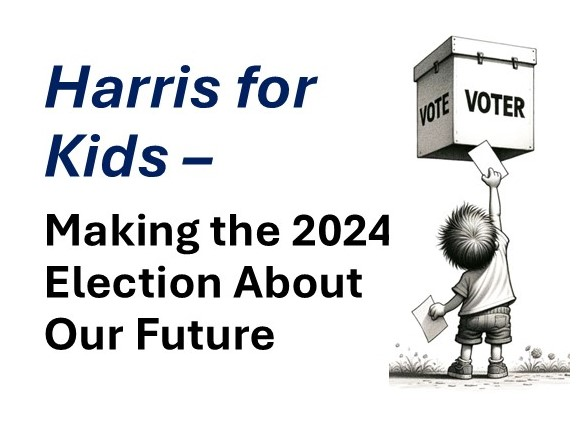 Harris for
Kids –
Making the 2024
Election About
Our Future
VOTE VOTER